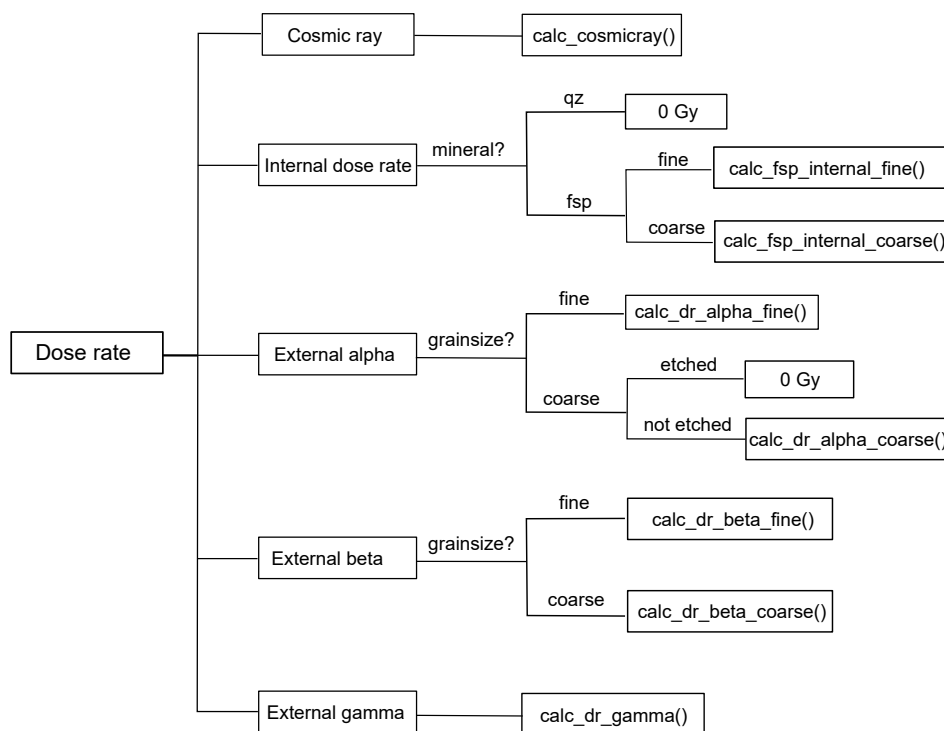 Cosmic ray
calc_cosmicray()
qz
0 Gy
mineral?
Internal dose rate
fine
calc_fsp_internal_fine()
fsp
coarse
calc_fsp_internal_coarse()
fine
calc_dr_alpha_fine()
Dose rate
External alpha
grainsize?
etched
0 Gy
coarse
not etched
calc_dr_alpha_coarse()
fine
calc_dr_beta_fine()
External beta
grainsize?
coarse
calc_dr_beta_coarse()
External gamma
calc_dr_gamma()